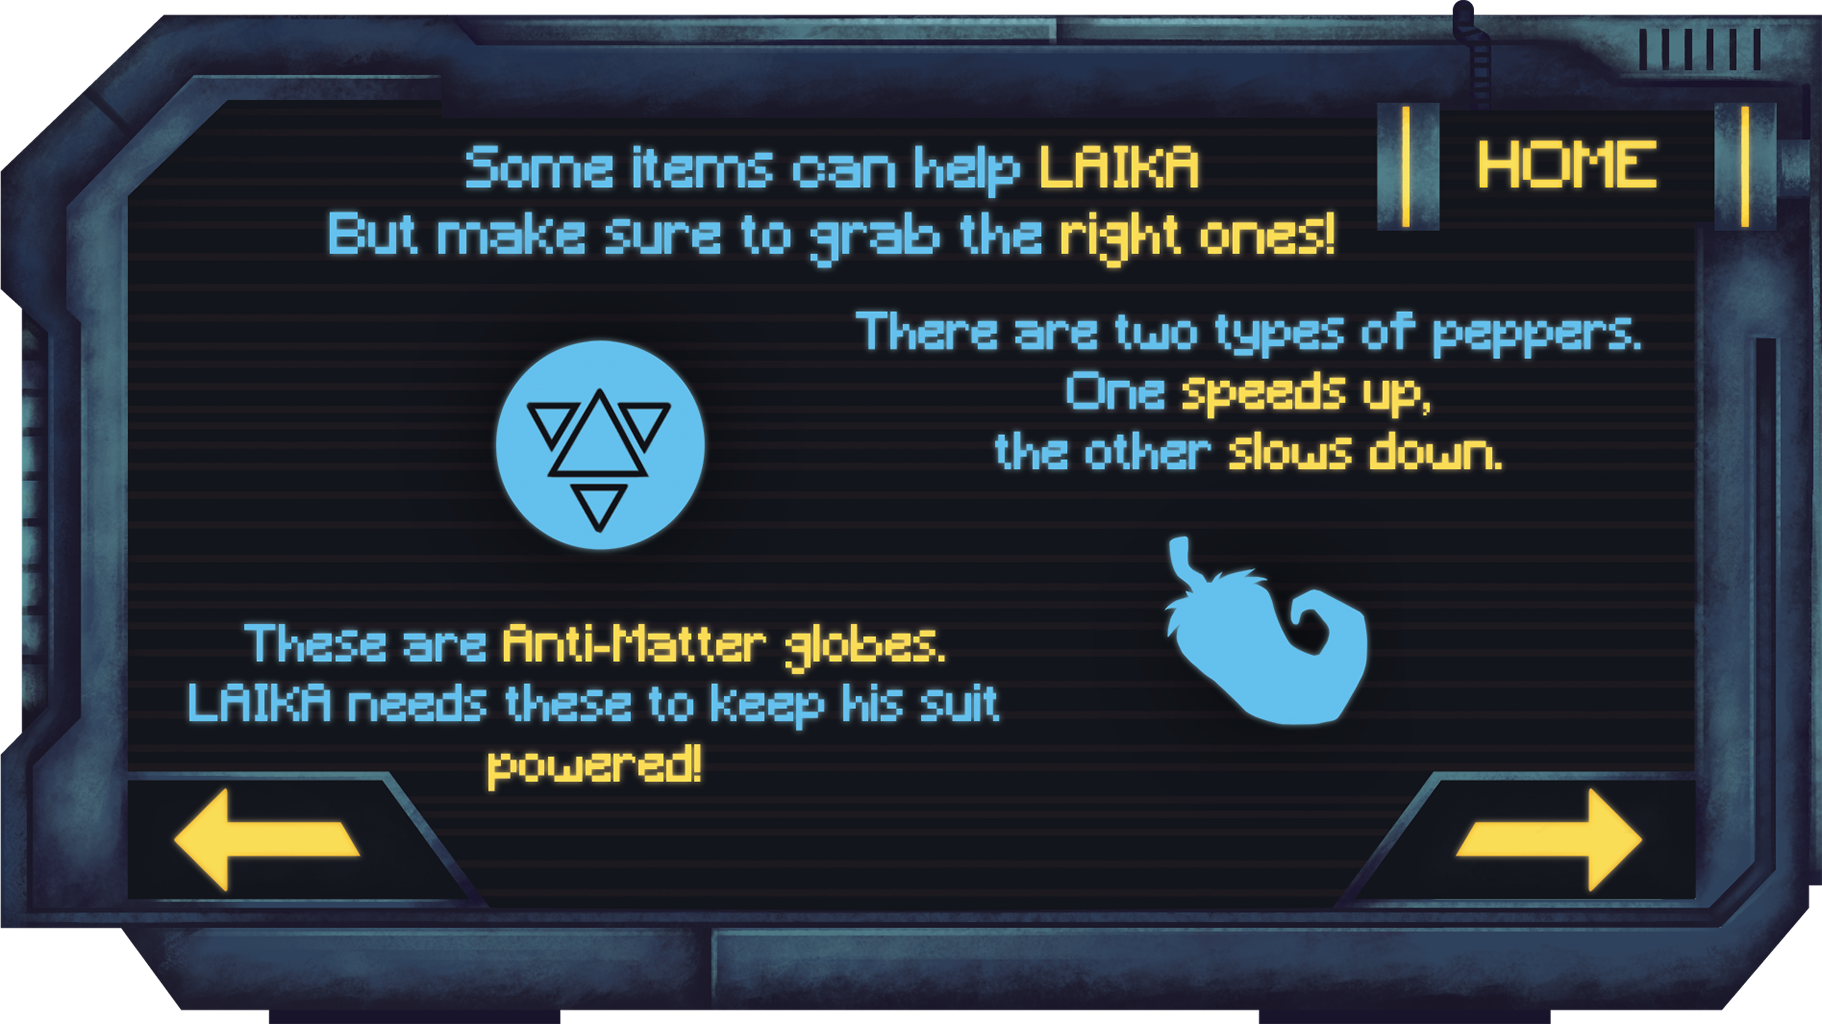 Some items can help LAIKA
But make sure to grab the right ones!
HOME
There are two types of peppers.
One speeds up,
the other slows down.
These are Anti-Matter globes.
LAIKA needs these to keep his suit
powered!